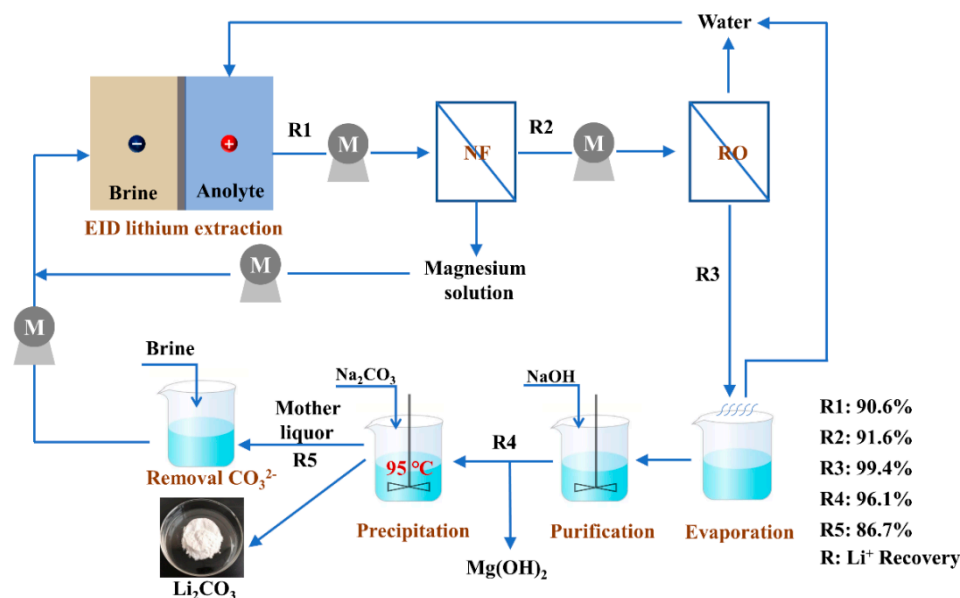 Water
R1
M
NF
R2
M
RO
−
+
Brine
Anolyte
EID lithium extraction
M
Magnesium
solution
R3
M
Brine
Na₂CO₃
NaOH
Mother
liquor
R5
95 ℃
R4
Removal CO₃²⁻
Precipitation
Purification
Evaporation
Li₂CO₃
Mg(OH)₂
R1: 90.6%
R2: 91.6%
R3: 99.4%
R4: 96.1%
R5: 86.7%
R: Li⁺ Recovery